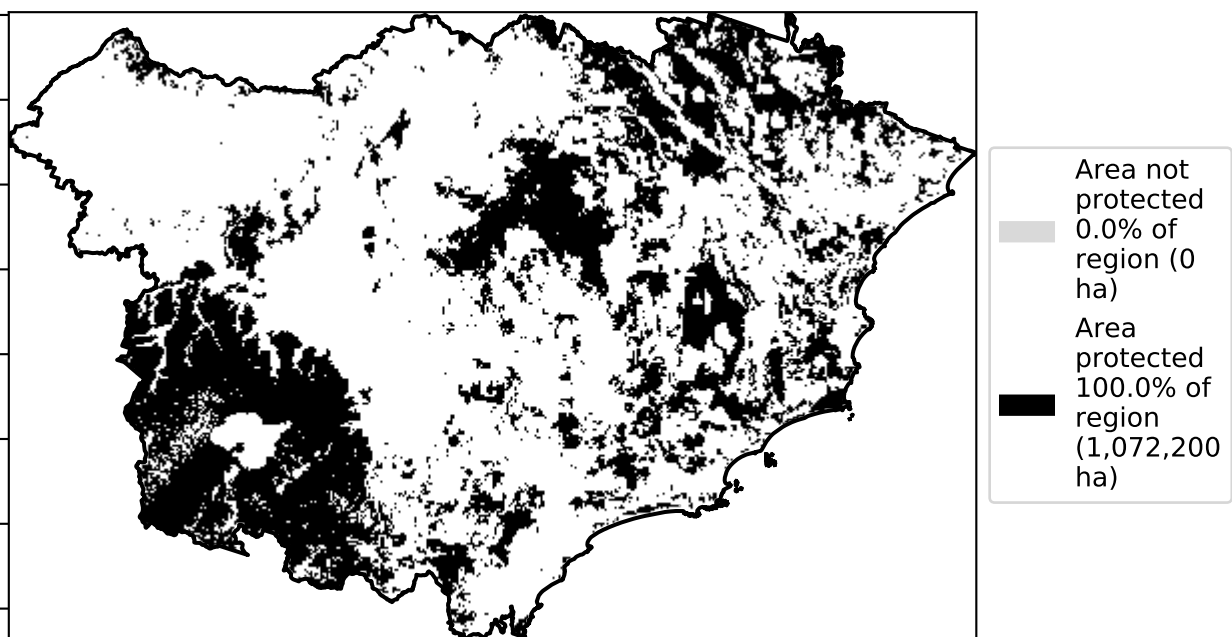 Area not
protected
0.0% of
region (0
ha)
Area
protected
100.0% of
region
(1,072,200
ha)